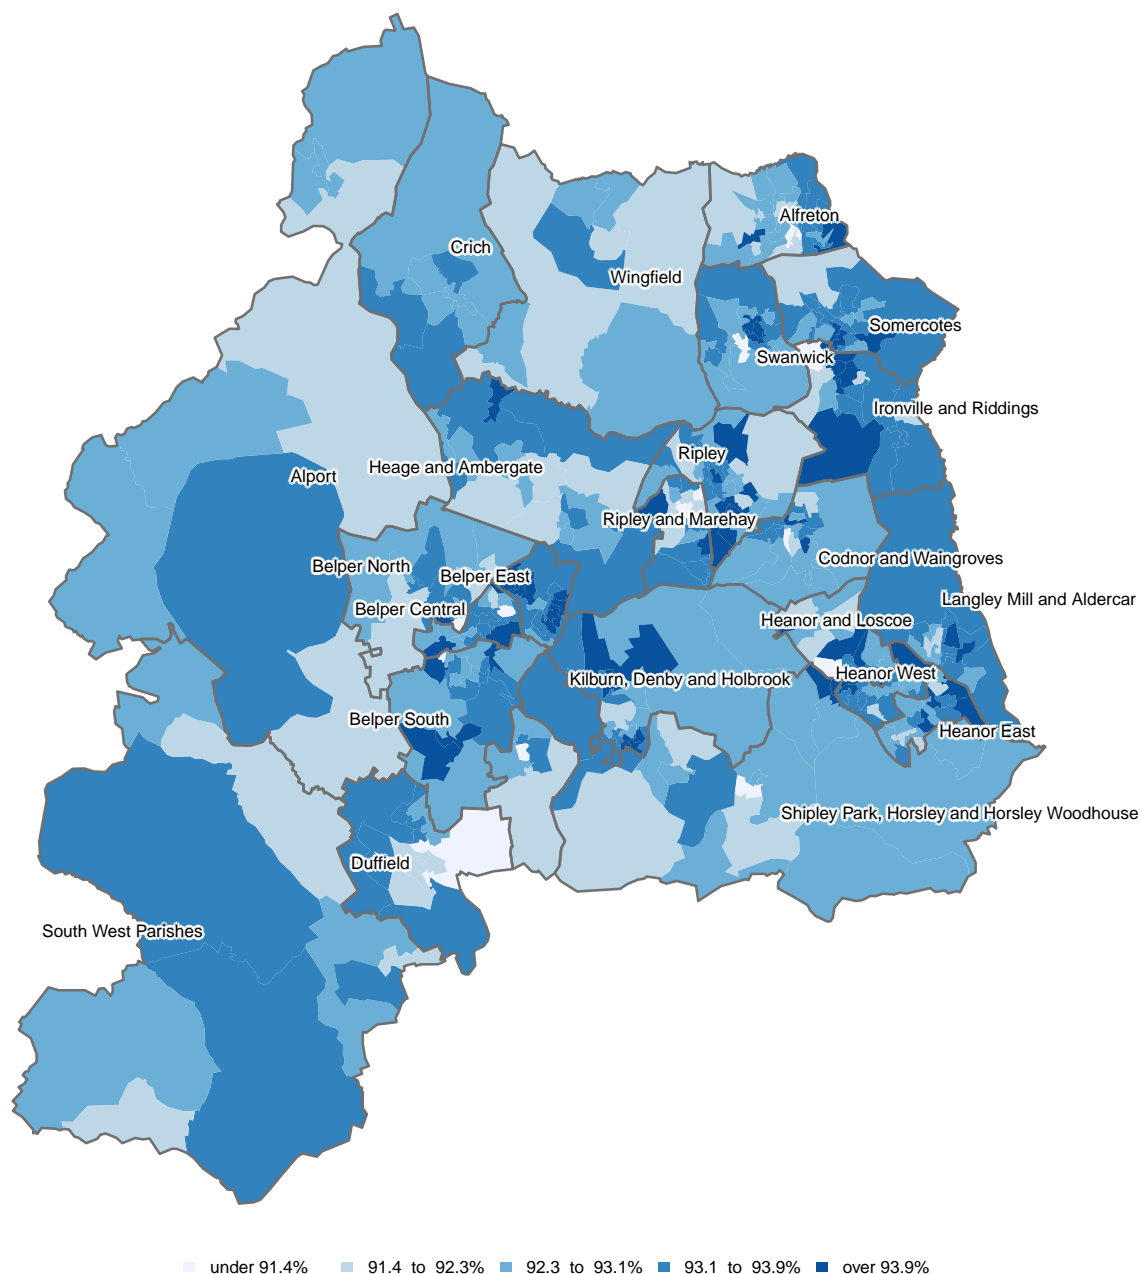 Alfreton
Crich
Wingfield
Somercotes
Swanwick
Ironville and Riddings
Ripley
Heage and Ambergate
Alport
Ripley and Marehay
Codnor and Waingroves
Belper North
Belper East
Langley Mill and Aldercar
Belper Central
Heanor and Loscoe
Heanor West
Kilburn, Denby and Holbrook
Belper South
Heanor East
Shipley Park, Horsley and Horsley Woodhouse
Duffield
South West Parishes
under 91.4% 91.4 to 92.3% 92.3 to 93.1% 93.1 to 93.9% over 93.9%